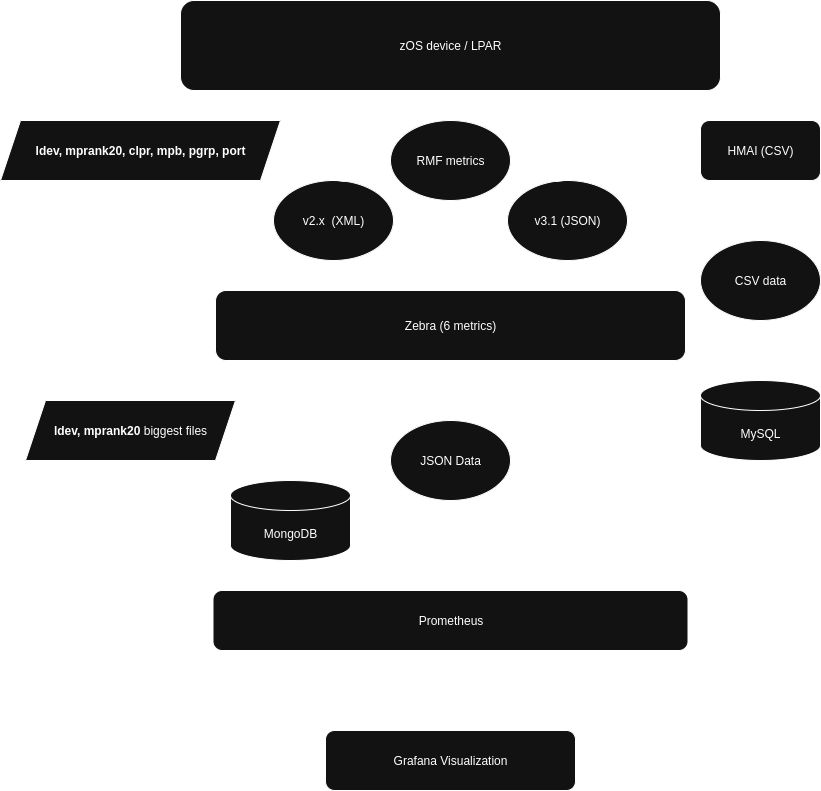 zOS device / LPAR
ldev, mprank20, clpr, mpb, pgrp, port
RMF metrics
HMAI (CSV)
v2.x  (XML)
v3.1 (JSON)
CSV data
Zebra (6 metrics)
ldev, mprank20 biggest files
MySQL
JSON Data
MongoDB
Prometheus
Grafana Visualization